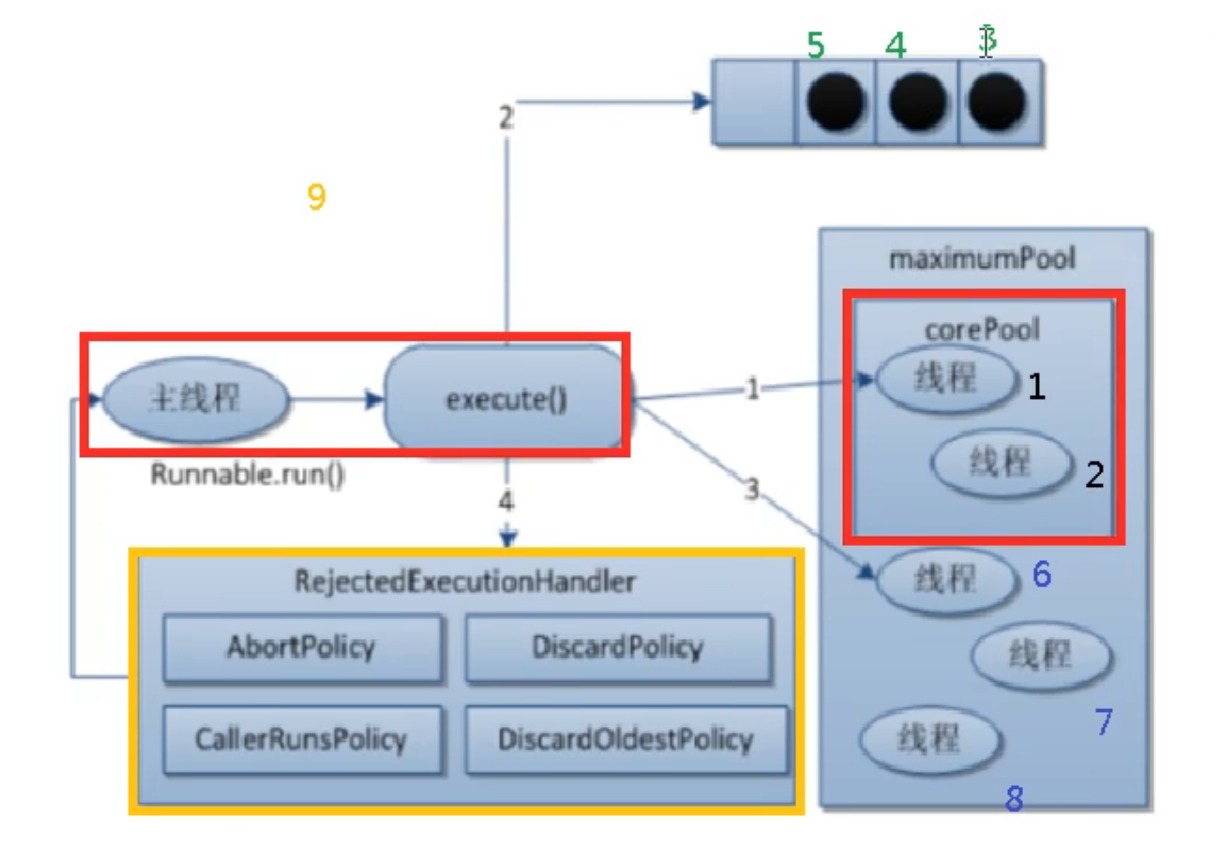 5 4 3
2
9
maximumPool
corePool
线程 1
主线程
execute()
1
线程 2
Runnable.run()
4
3
线程 6
RejectedExecutionHandler
AbortPolicy
DiscardPolicy
线程
7
CallerRunsPolicy
DiscardOldestPolicy
线程
8